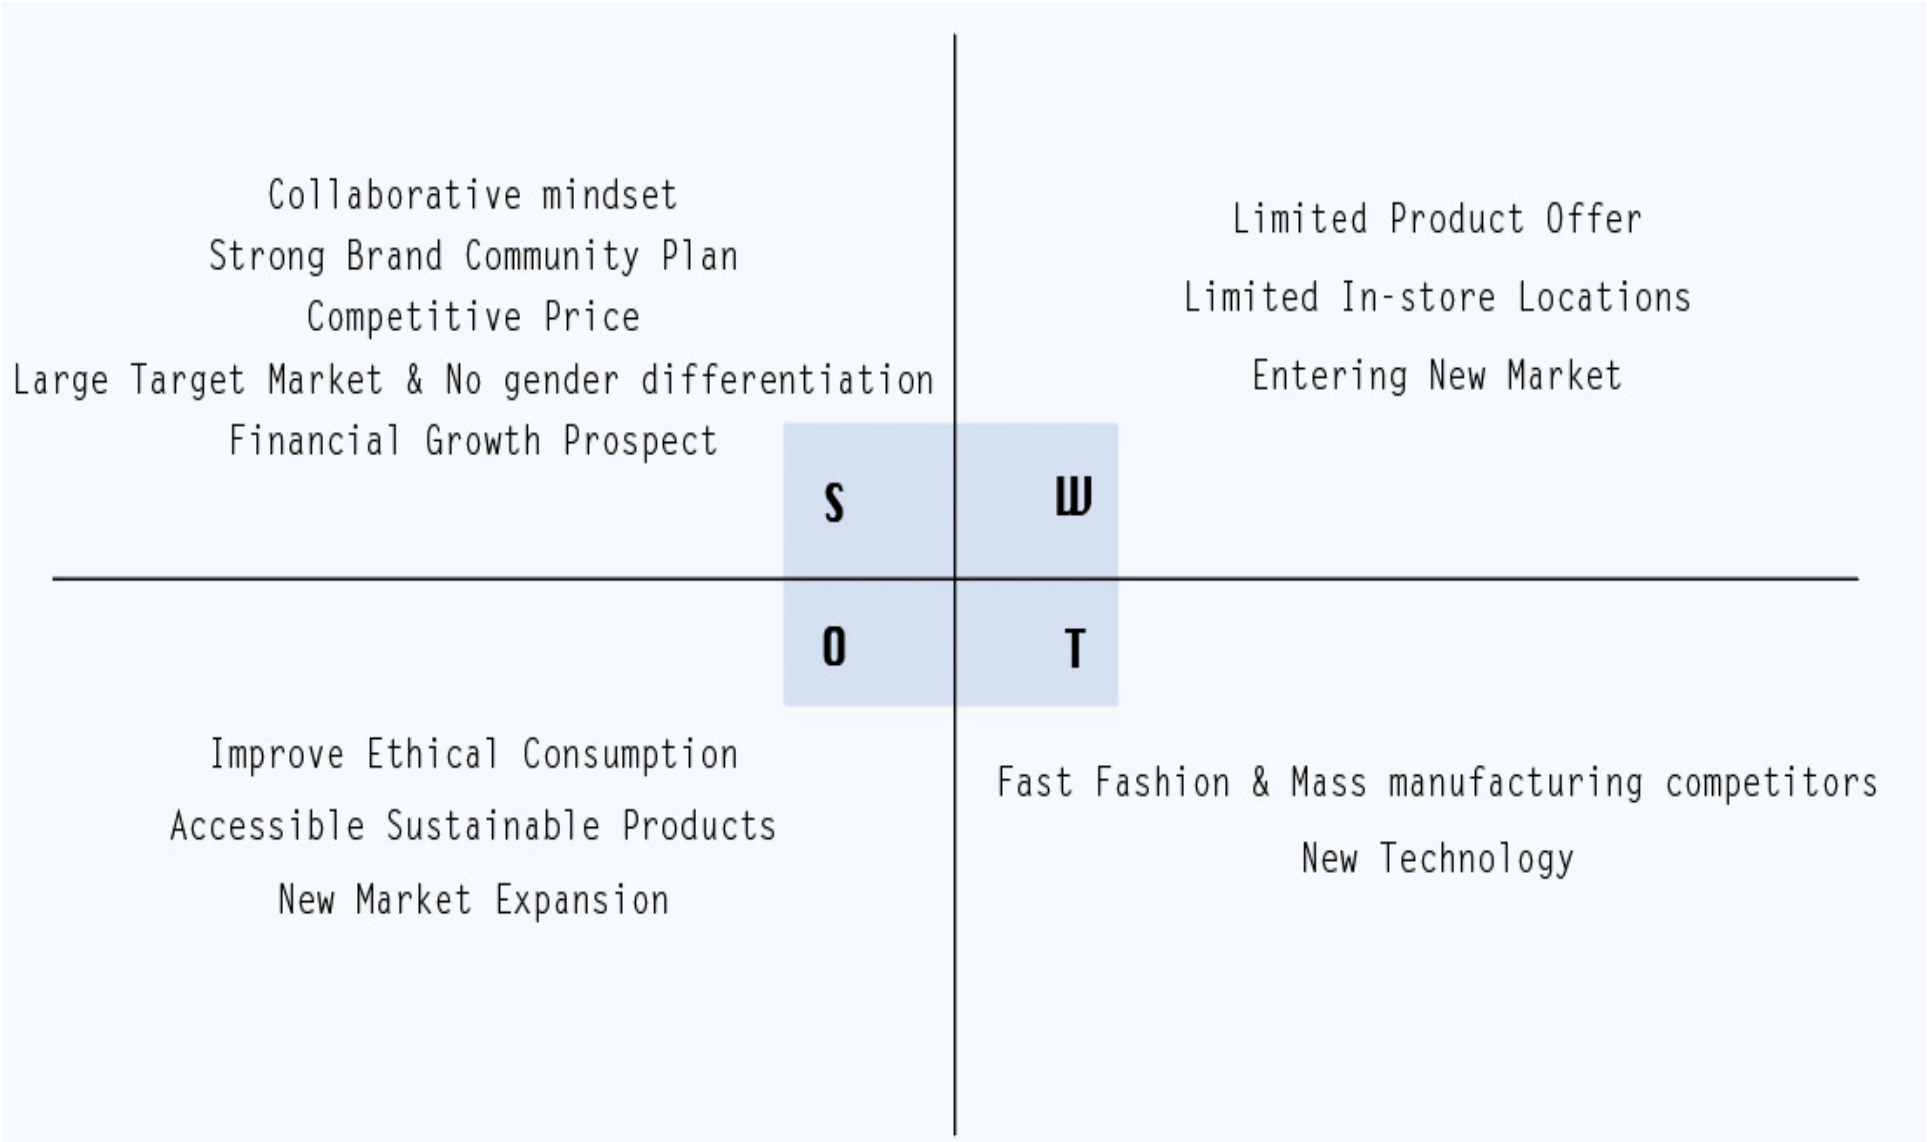 Collaborative mindset
Strong Brand Community Plan
Competitive Price
Large Target Market & No gender differentiation
Financial Growth Prospect
S
Limited Product Offer
Limited In-store Locations
Entering New Market
W
O
Improve Ethical Consumption
Accessible Sustainable Products
New Market Expansion
T
Fast Fashion & Mass manufacturing competitors
New Technology